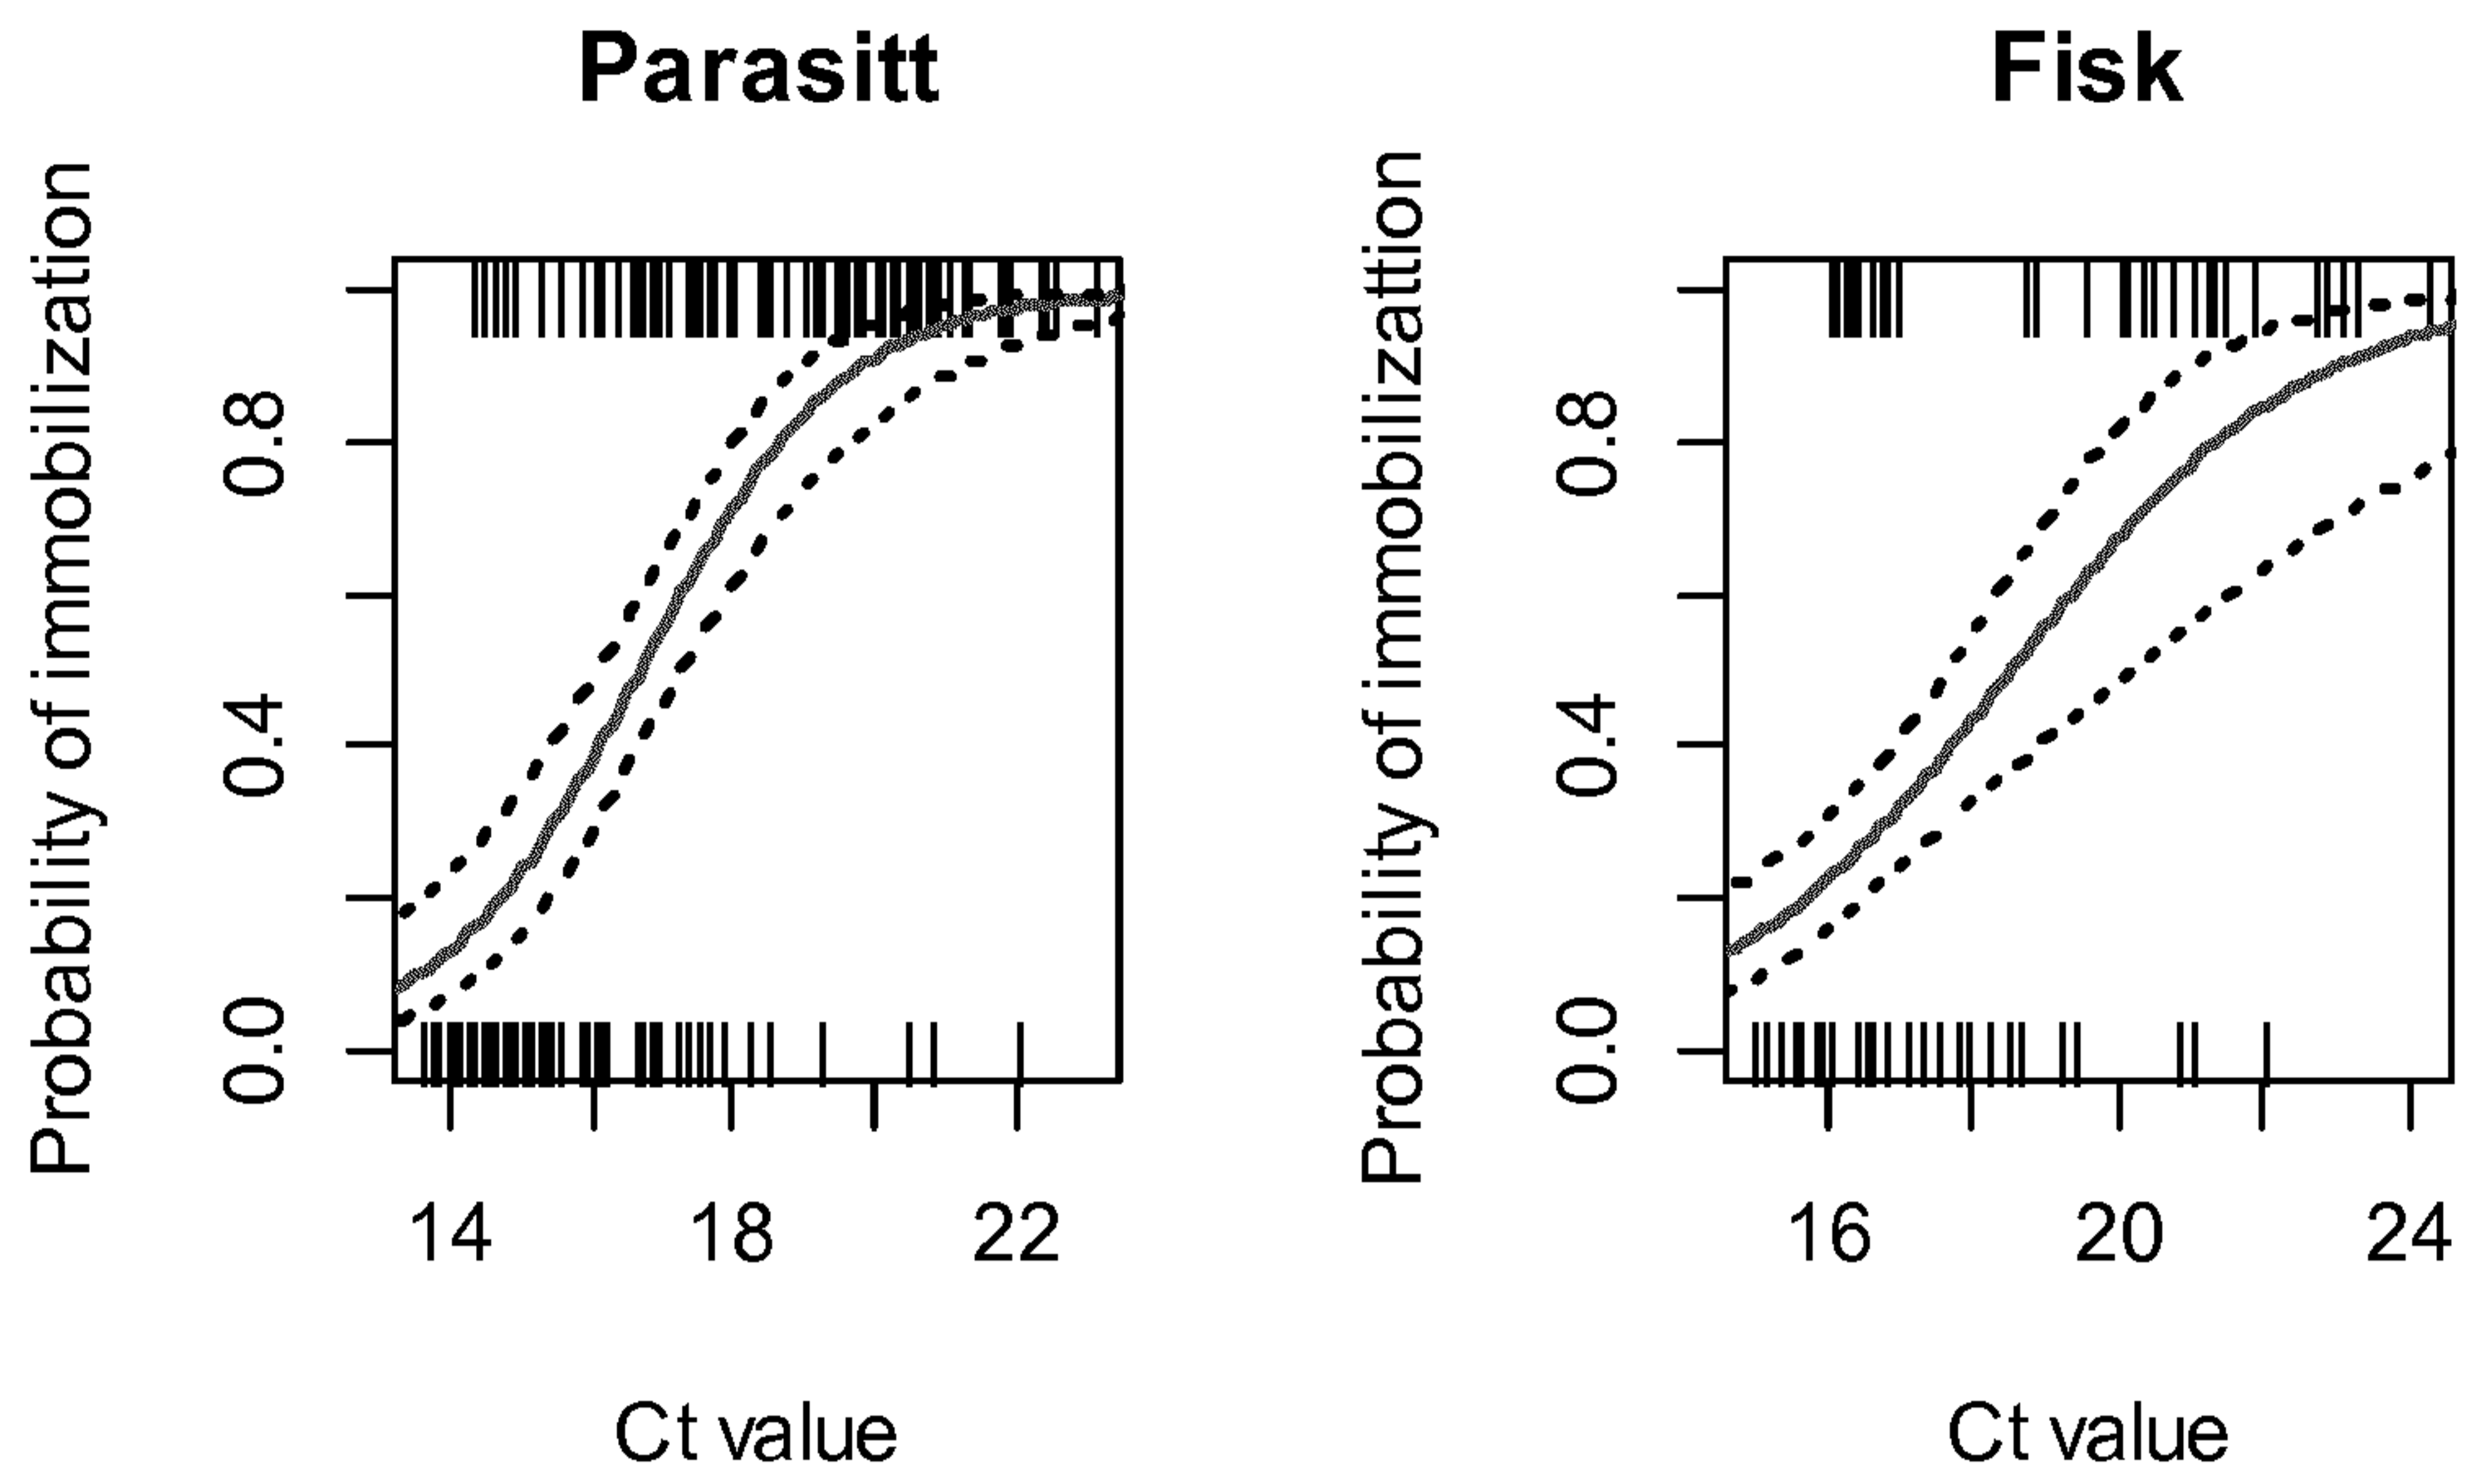 Parasitt
Probability of immobilization
0.8
0.4
0.0
14 18 22
Ct value
Fisk
Probability of immobilizattion
0.8
0.4
0.0
16 20 24
Ct value